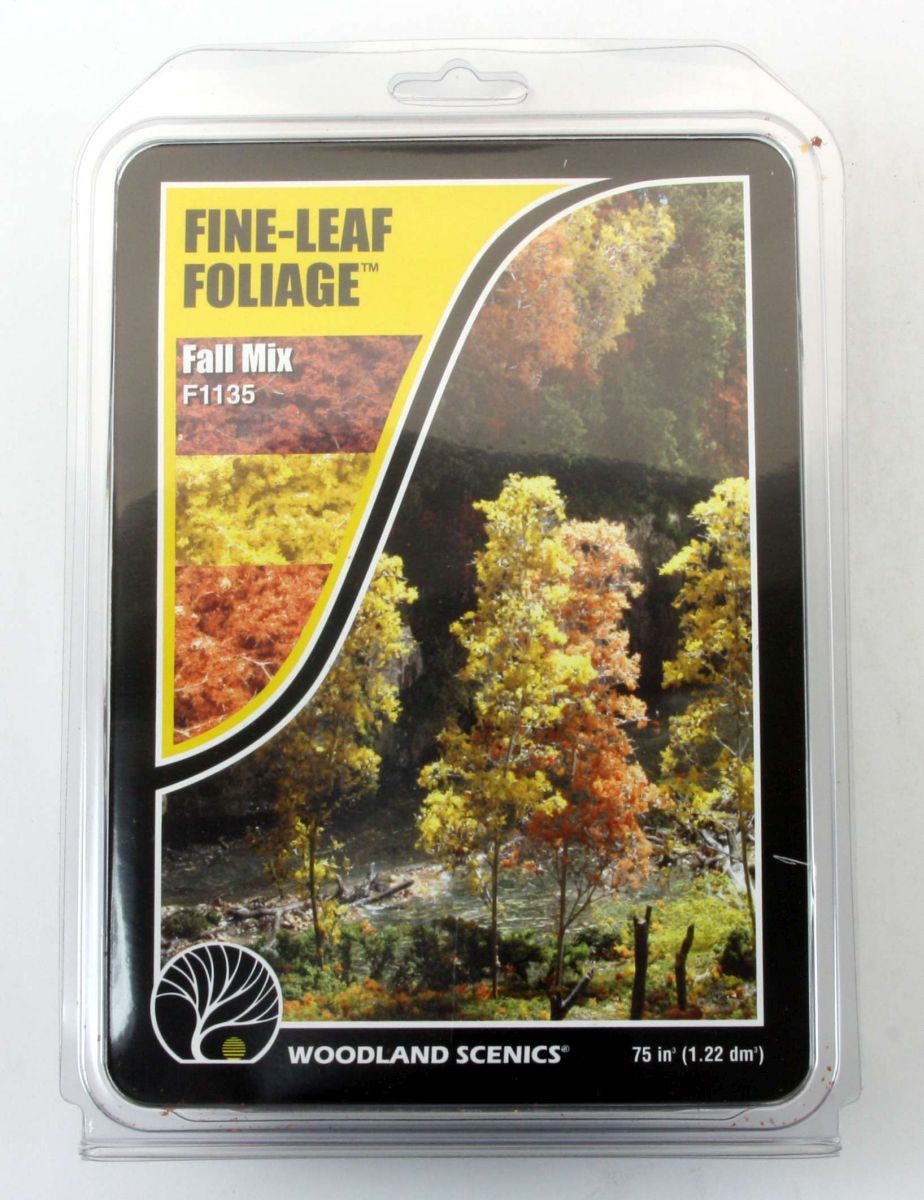 FINE-LEAF
FOLIAGE™
Fall Mix
F1135
WOODLAND SCENICS®
75 in³ (1.22 dm³)